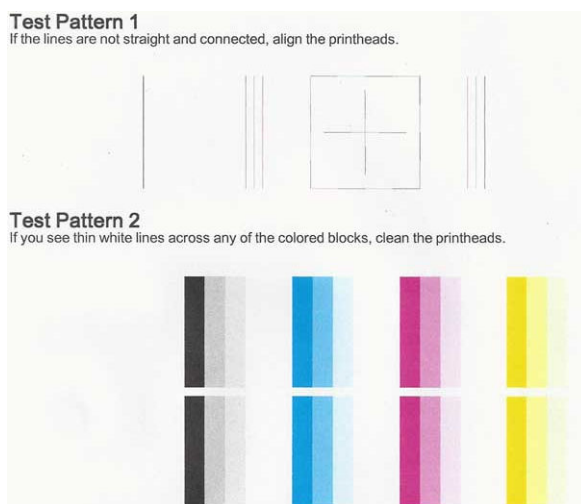 Test Pattern 1
If the lines are not straight and connected, align the printheads.
Test Pattern 2
If you see thin white lines across any of the colored blocks, clean the printheads.